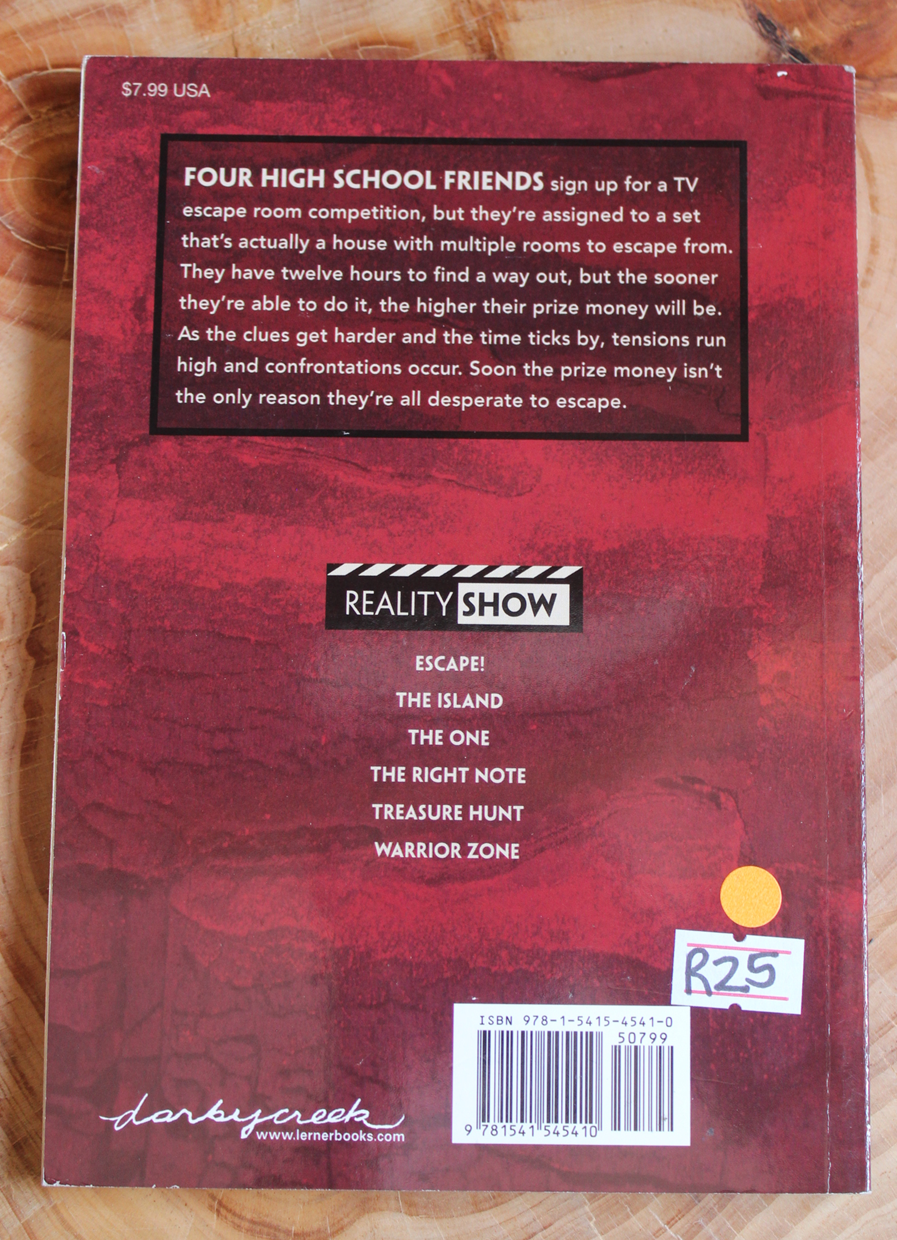 $7.99 USA
FOUR HIGH SCHOOL FRIENDS sign up for a TV
escape room competition, but they're assigned to a set
that's actually a house with multiple rooms to escape from.
They have twelve hours to find a way out, but the sooner
they're able to do it, the higher their prize money will be.
As the clues get harder and the time ticks by, tensions run
high and confrontations occur. Soon the prize money isn't
the only reason they're all desperate to escape.
REALITY SHOW
ESCAPE!
THE ISLAND
THE ONE
THE RIGHT NOTE
TREASURE HUNT
WARRIOR ZONE
R25
ISBN 978-1-5415-4541-0
50799
9 781541 545410
darbycreek
www.lernerbooks.com